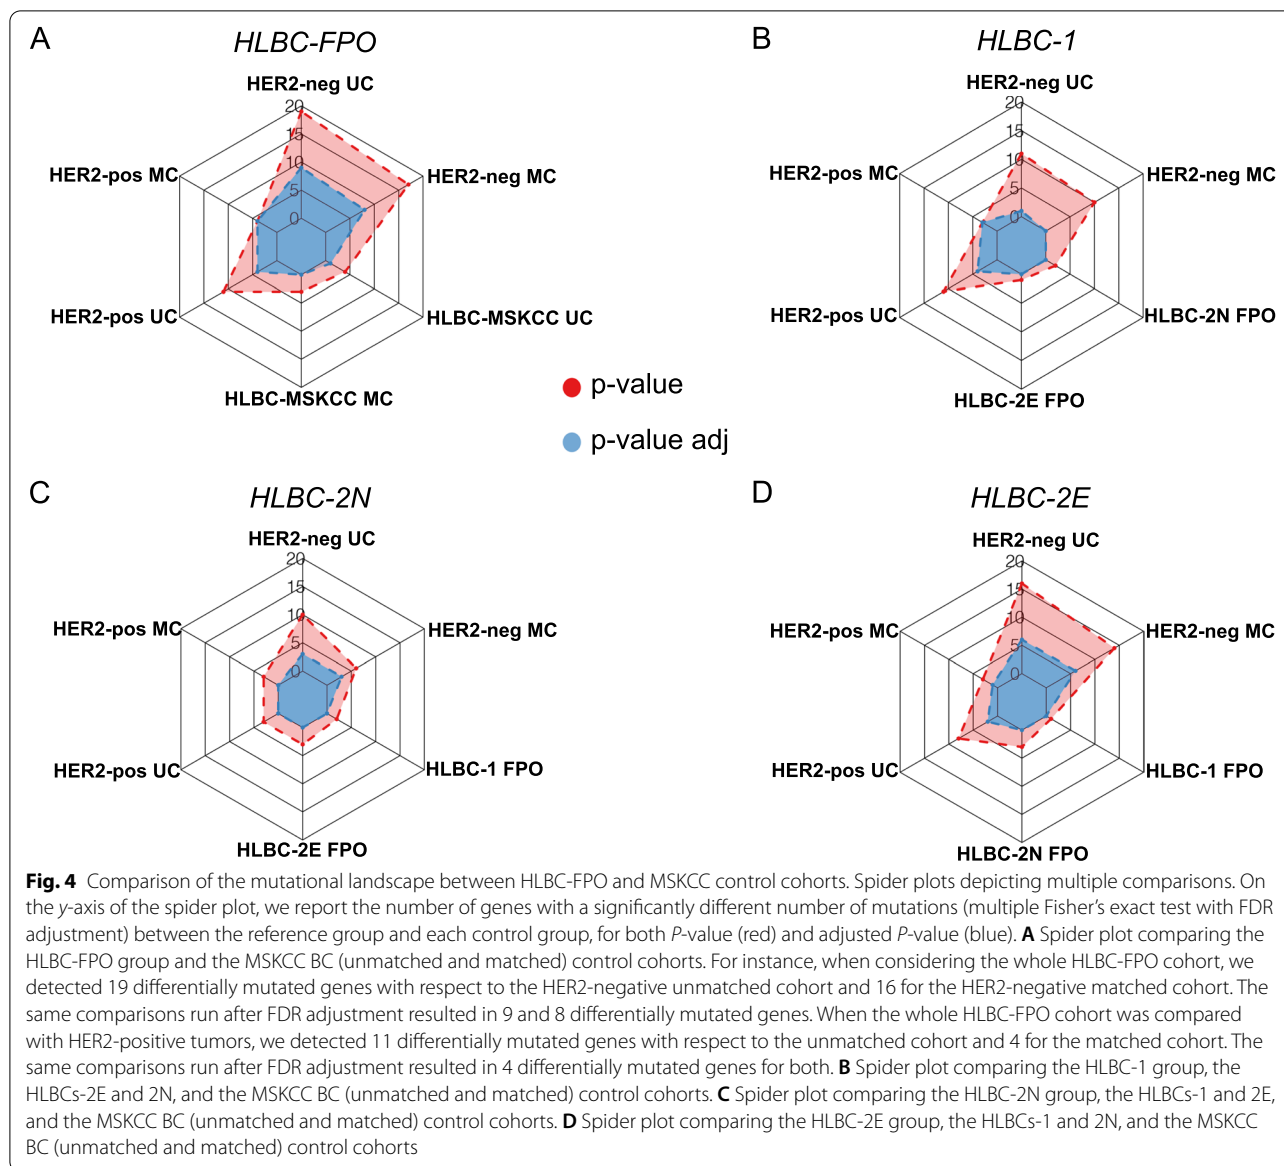 A
HLBC-FPO
HER2-neg UC
20
15
10
5
0
HER2-pos MC
HER2-neg MC
HER2-pos UC
HLBC-MSKCC UC
HLBC-MSKCC MC
B
HLBC-1
HER2-neg UC
20
15
10
5
0
HER2-pos MC
HER2-neg MC
HER2-pos UC
HLBC-2N FPO
HLBC-2E FPO
p-value
p-value adj
C
HLBC-2N
HER2-neg UC
20
15
10
5
0
HER2-pos MC
HER2-neg MC
HER2-pos UC
HLBC-1 FPO
HLBC-2E FPO
D
HLBC-2E
HER2-neg UC
20
15
10
5
0
HER2-pos MC
HER2-neg MC
HER2-pos UC
HLBC-1 FPO
HLBC-2N FPO
Fig. 4 Comparison of the mutational landscape between HLBC-FPO and MSKCC control cohorts. Spider plots depicting multiple comparisons. On
the y-axis of the spider plot, we report the number of genes with a significantly different number of mutations (multiple Fisher's exact test with FDR
adjustment) between the reference group and each control group, for both P-value (red) and adjusted P-value (blue). A Spider plot comparing the
HLBC-FPO group and the MSKCC BC (unmatched and matched) control cohorts. For instance, when considering the whole HLBC-FPO cohort, we
detected 19 differentially mutated genes with respect to the HER2-negative unmatched cohort and 16 for the HER2-negative matched cohort. The
same comparisons run after FDR adjustment resulted in 9 and 8 differentially mutated genes. When the whole HLBC-FPO cohort was compared
with HER2-positive tumors, we detected 11 differentially mutated genes with respect to the unmatched cohort and 4 for the matched cohort. The
same comparisons run after FDR adjustment resulted in 4 differentially mutated genes for both. B Spider plot comparing the HLBC-1 group, the
HLBCs-2E and 2N, and the MSKCC BC (unmatched and matched) control cohorts. C Spider plot comparing the HLBC-2N group, the HLBCs-1 and 2E,
and the MSKCC BC (unmatched and matched) control cohorts. D Spider plot comparing the HLBC-2E group, the HLBCs-1 and 2N, and the MSKCC
BC (unmatched and matched) control cohorts